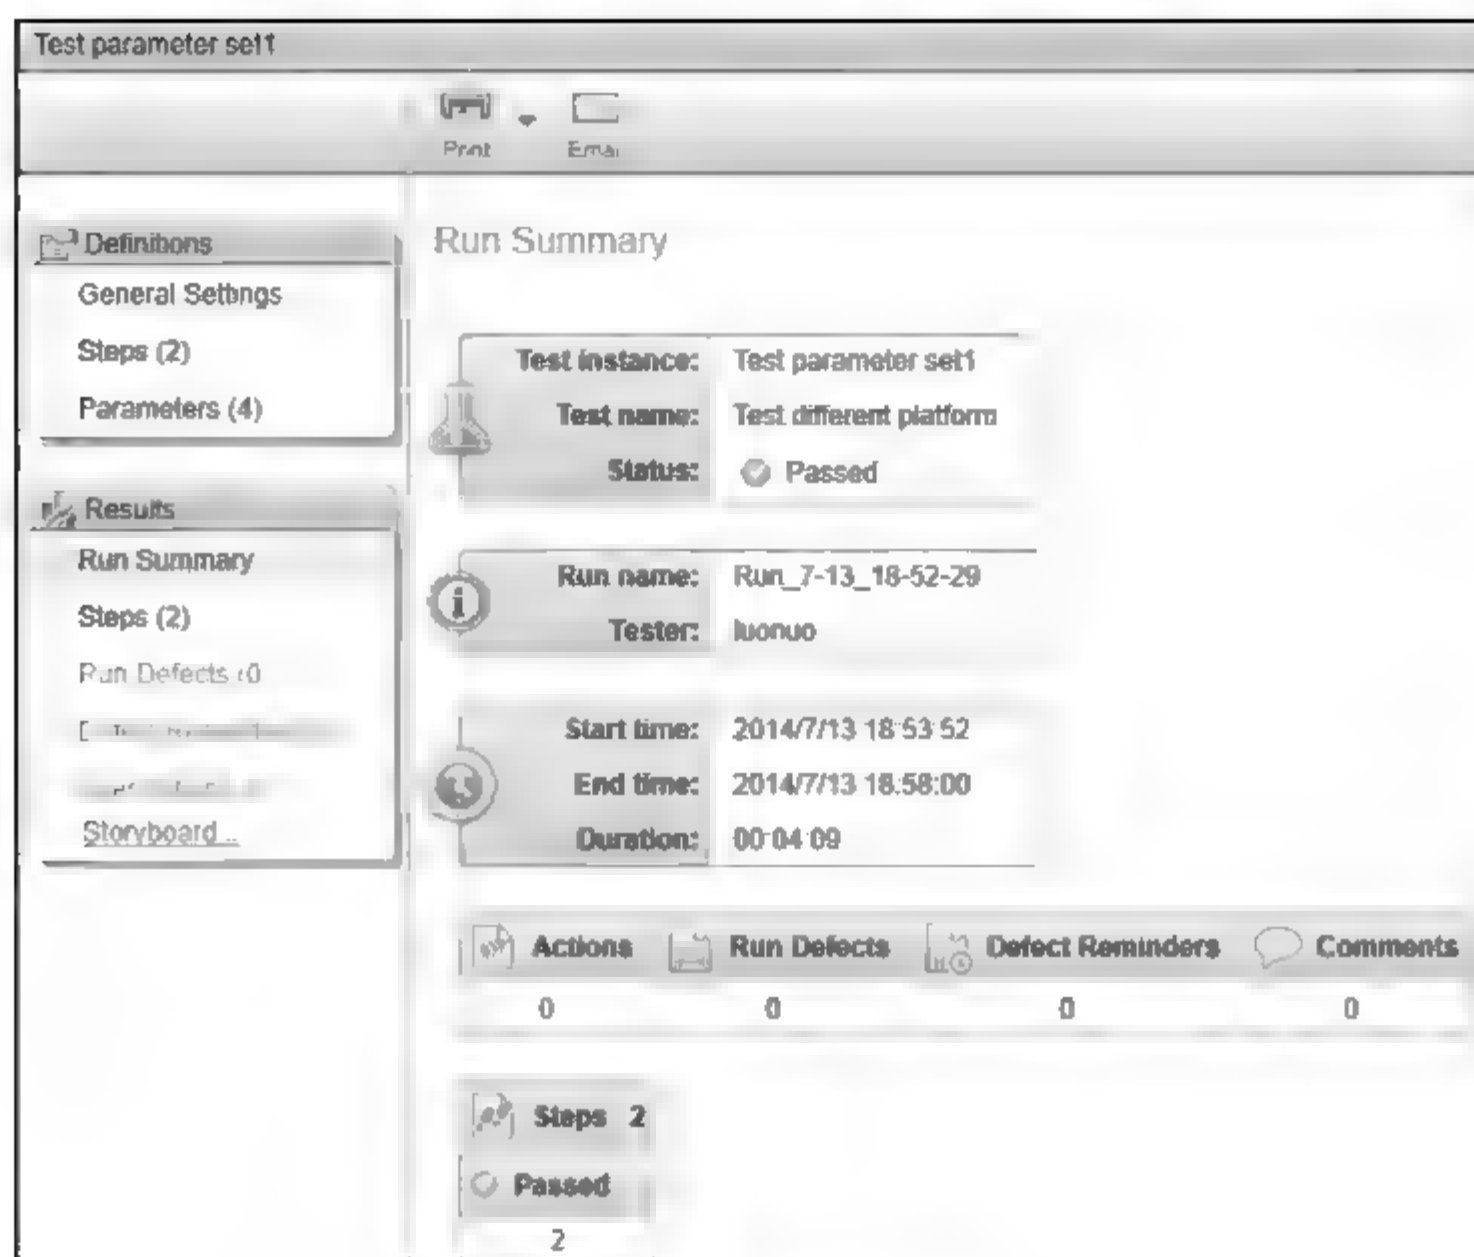 Test parameter set1
Print
Definitions
General Settings
Steps (2)
Parameters (4)
Results
Run Summary
Steps (2)
Run Defects
Storyboard...
Run Summary
Test instance: Test parameter set1
Test name: Test different platform
Status: Passed
Run name: Run_7-13_18-52-29
Tester: luonuo
Start time: 2014/7/13 18:53:52
End time: 2014/7/13 18:58:00
Duration: 00:04:09
Actions Run Defects Defect Reminders Comments
0 0 0 0
Steps 2
Passed
2